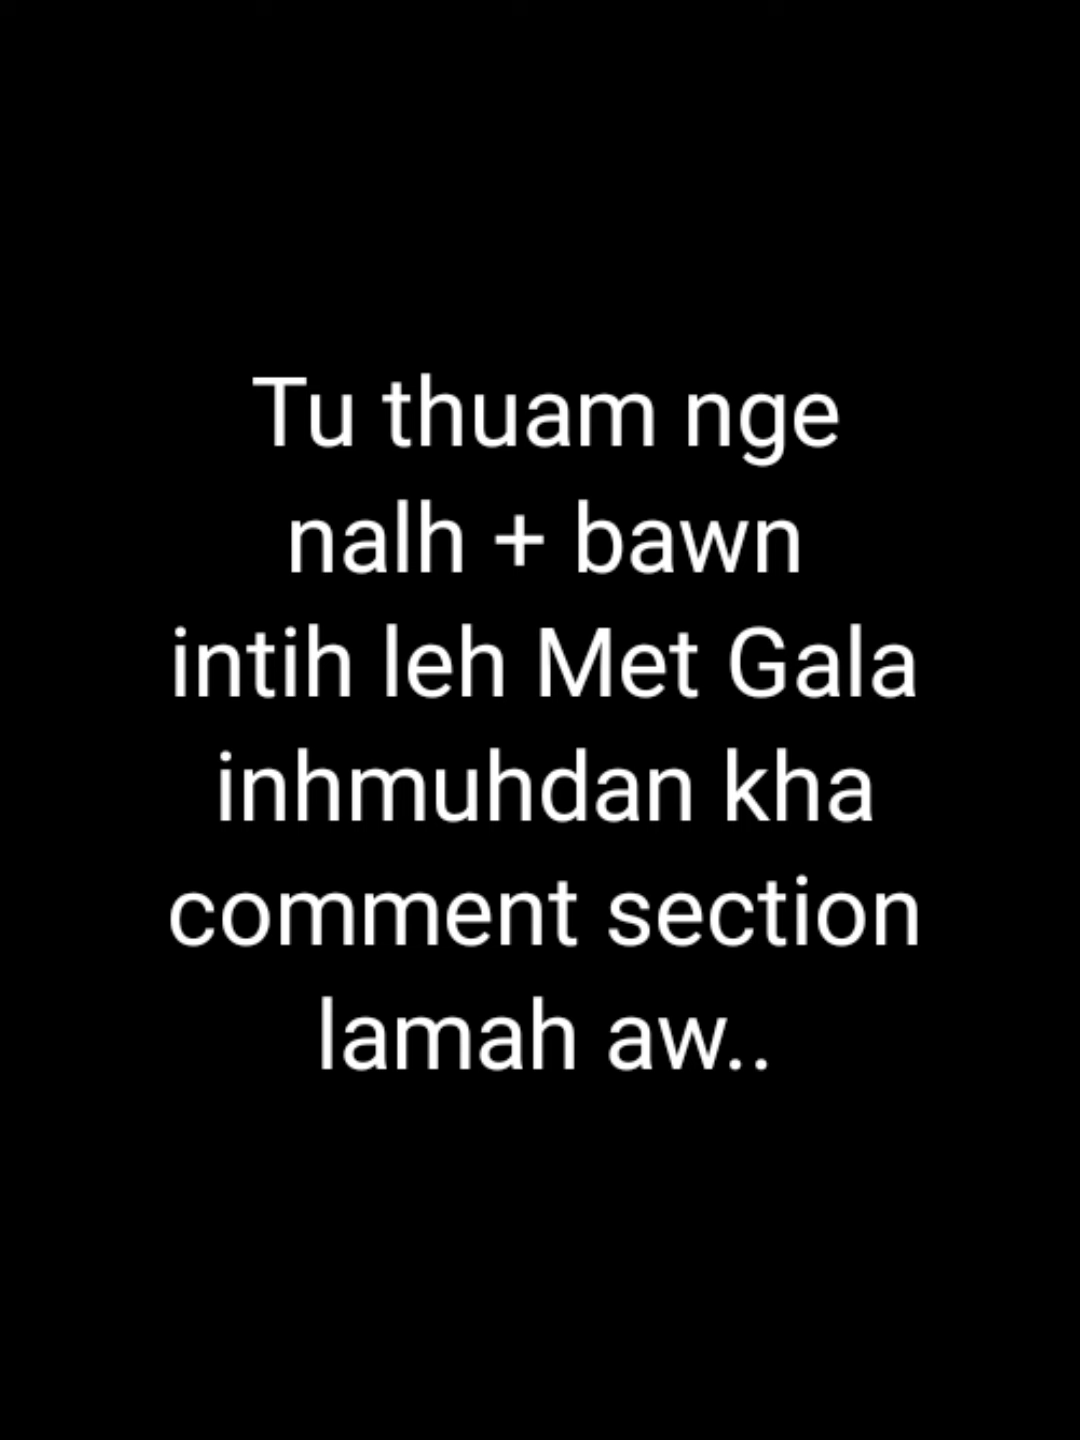 Tu thuam nge
nalh + bawn
intih leh Met Gala
inhmuhdan kha
comment section
lamah aw..